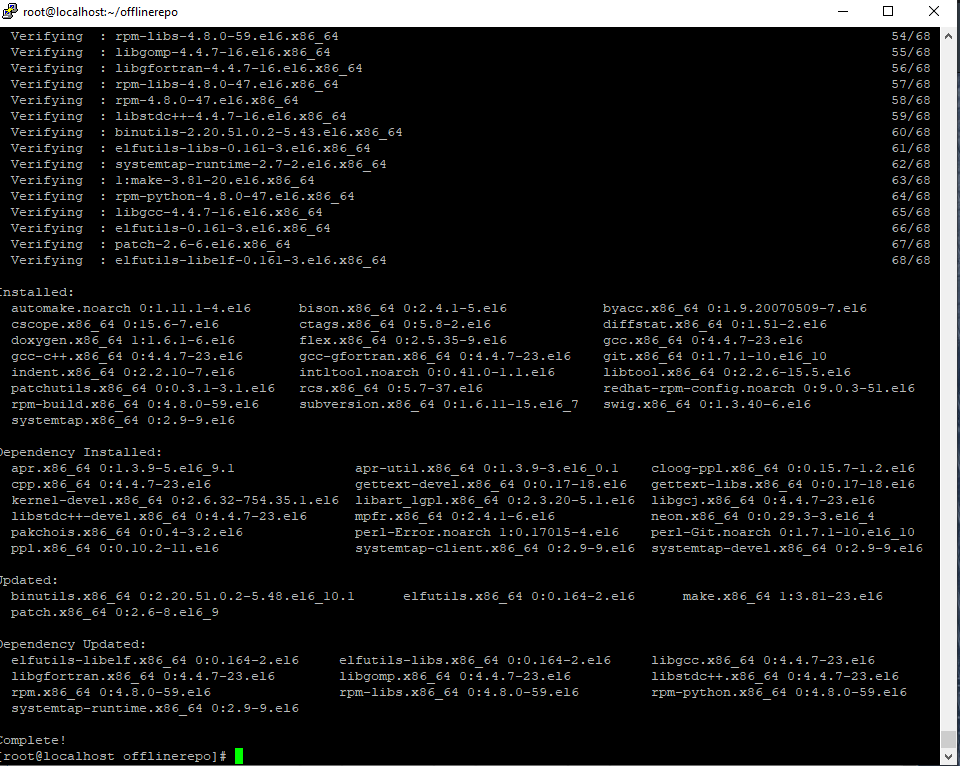 root@localhost:~/offlinerepo
Verifying : rpm-libs-4.8.0-59.el6.x86_64 54/68
Verifying : libgomp-4.4.7-16.el6.x86_64 55/68
Verifying : libgfortran-4.4.7-16.el6.x86_64 56/68
Verifying : rpm-libs-4.8.0-47.el6.x86_64 57/68
Verifying : rpm-4.8.0-47.el6.x86_64 58/68
Verifying : libstdc++-4.4.7-16.el6.x86_64 59/68
Verifying : binutils-2.20.51.0.2-5.43.el6.x86_64 60/68
Verifying : elfutils-libs-0.161-3.el6.x86_64 61/68
Verifying : systemtap-runtime-2.7-2.el6.x86_64 62/68
Verifying : 1:make-3.81-20.el6.x86_64 63/68
Verifying : rpm-python-4.8.0-47.el6.x86_64 64/68
Verifying : libgcc-4.4.7-16.el6.x86_64 65/68
Verifying : elfutils-0.161-3.el6.x86_64 66/68
Verifying : patch-2.6-6.el6.x86_64 67/68
Verifying : elfutils-libelf-0.161-3.el6.x86_64 68/68
Installed:
automake.noarch 0:1.11.1-4.el6 bison.x86_64 0:2.4.1-5.el6 byacc.x86_64 0:1.9.20070509-7.el6
cscope.x86_64 0:15.6-7.el6 ctags.x86_64 0:5.8-2.el6 diffstat.x86_64 0:1.51-2.el6
doxygen.x86_64 1:1.6.1-6.el6 flex.x86_64 0:2.5.35-9.el6 gcc.x86_64 0:4.4.7-23.el6
gcc-c++.x86_64 0:4.4.7-23.el6 gcc-gfortran.x86_64 0:4.4.7-23.el6 git.x86_64 0:1.7.1-10.el6_10
indent.x86_64 0:2.2.10-7.el6 intltool.noarch 0:0.41.0-1.1.el6 libtool.x86_64 0:2.2.6-15.5.el6
patchutils.x86_64 0:0.3.1-3.1.el6 rcs.x86_64 0:5.7-37.el6 redhat-rpm-config.noarch 0:9.0.3-51.el6
rpm-build.x86_64 0:4.8.0-59.el6 subversion.x86_64 0:1.6.11-15.el6_7 swig.x86_64 0:1.3.40-6.el6
systemtap.x86_64 0:2.9-9.el6
Dependency Installed:
apr.x86_64 0:1.3.9-5.el6_9.1 apr-util.x86_64 0:1.3.9-3.el6_0.1 cloog-ppl.x86_64 0:0.15.7-1.2.el6
cpp.x86_64 0:4.4.7-23.el6 gettext-devel.x86_64 0:0.17-18.el6 gettext-libs.x86_64 0:0.17-18.el6
kernel-devel.x86_64 0:2.6.32-754.35.1.el6 libart_lgpl.x86_64 0:2.3.20-5.1.el6 libgcj.x86_64 0:4.4.7-23.el6
libstdc++-devel.x86_64 0:4.4.7-23.el6 mpfr.x86_64 0:2.4.1-6.el6 neon.x86_64 0:0.29.3-3.el6_4
pakchois.x86_64 0:0.4-3.2.el6 perl-Error.noarch 1:0.17015-4.el6 perl-Git.noarch 0:1.7.1-10.el6_10
ppl.x86_64 0:0.10.2-11.el6 systemtap-client.x86_64 0:2.9-9.el6 systemtap-devel.x86_64 0:2.9-9.el6
Updated:
binutils.x86_64 0:2.20.51.0.2-5.48.el6_10.1 elfutils.x86_64 0:0.164-2.el6 make.x86_64 1:3.81-23.el6
patch.x86_64 0:2.6-8.el6_9
Dependency Updated:
elfutils-libelf.x86_64 0:0.164-2.el6 elfutils-libs.x86_64 0:0.164-2.el6 libgcc.x86_64 0:4.4.7-23.el6
libgfortran.x86_64 0:4.4.7-23.el6 libgomp.x86_64 0:4.4.7-23.el6 libstdc++.x86_64 0:4.4.7-23.el6
rpm.x86_64 0:4.8.0-59.el6 rpm-libs.x86_64 0:4.8.0-59.el6 rpm-python.x86_64 0:4.8.0-59.el6
systemtap-runtime.x86_64 0:2.9-9.el6
Complete!
[root@localhost offlinerepo]#